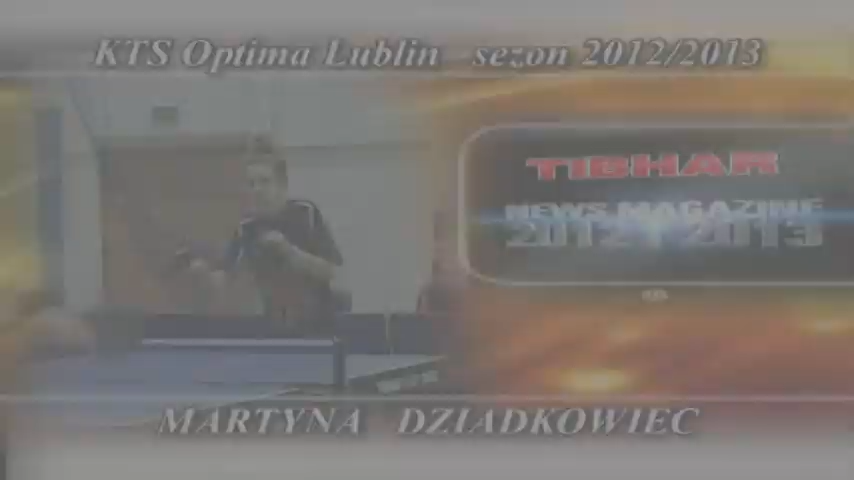 KTS Optima Lublin - sezon 2012/2013
TIBHAR
NEWS MAGAZINE
2012 / 2013
MARTYNA DZIADKOWIEC